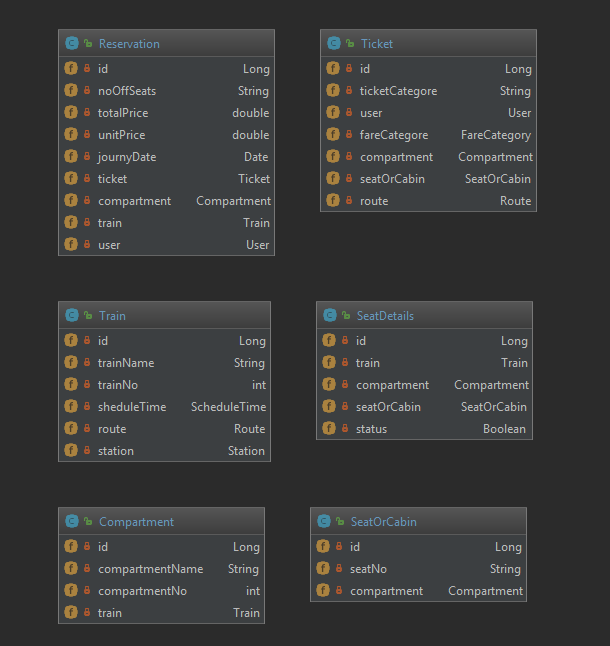 Reservation
id Long
noOffSeats String
totalPrice double
unitPrice double
journyDate Date
ticket Ticket
compartment Compartment
train Train
user User
Ticket
id Long
ticketCategore String
user User
fareCategore FareCategory
compartment Compartment
seatOrCabin SeatOrCabin
route Route
Train
id Long
trainName String
trainNo int
sheduleTime ScheduleTime
route Route
station Station
SeatDetails
id Long
train Train
compartment Compartment
seatOrCabin SeatOrCabin
status Boolean
Compartment
id Long
compartmentName String
compartmentNo int
train Train
SeatOrCabin
id Long
seatNo String
compartment Compartment